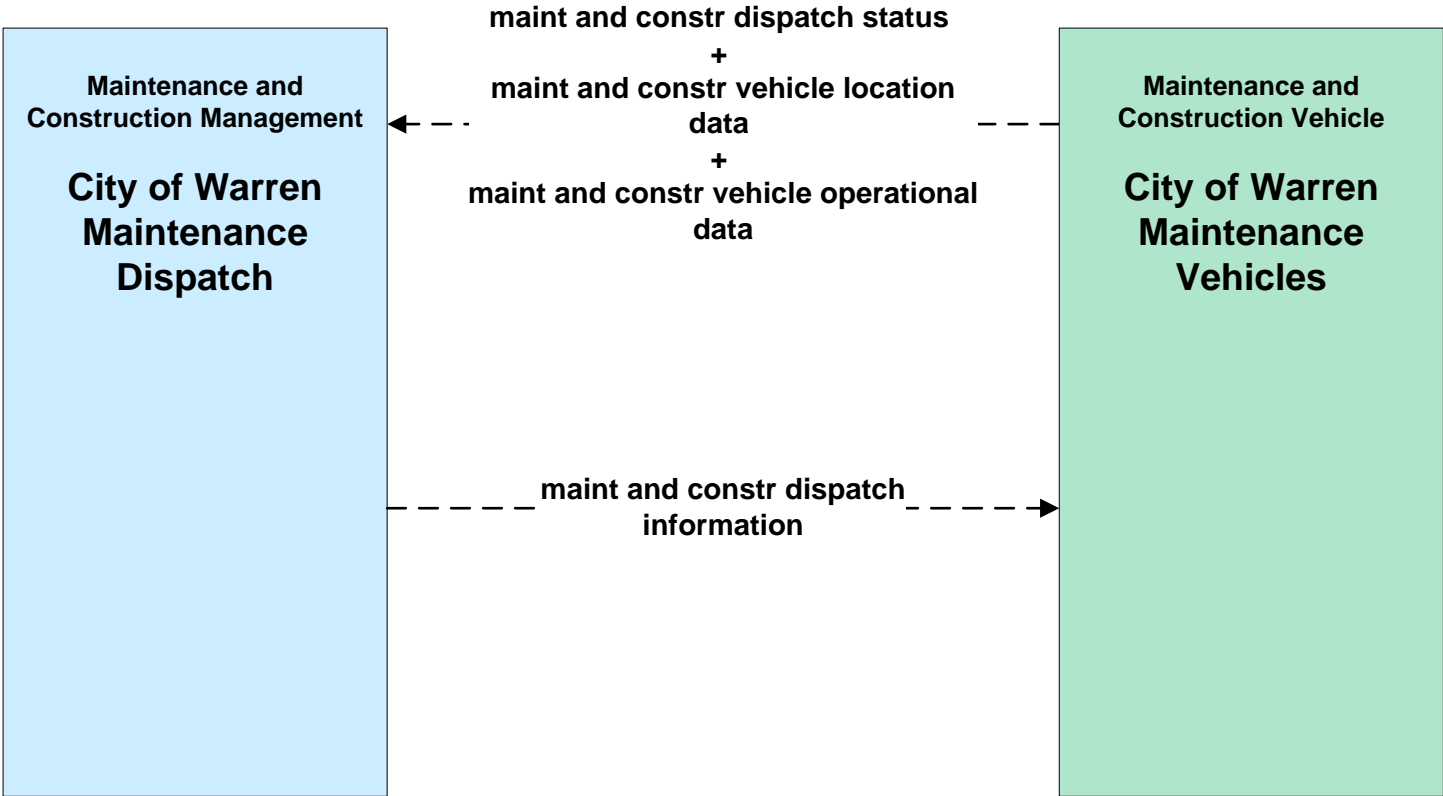 Maintenance and
Construction Management
City of Warren
Maintenance
Dispatch
maint and constr dispatch status
+
maint and constr vehicle location
data
+
maint and constr vehicle operational
data
maint and constr dispatch
information
Maintenance and
Construction Vehicle
City of Warren
Maintenance
Vehicles